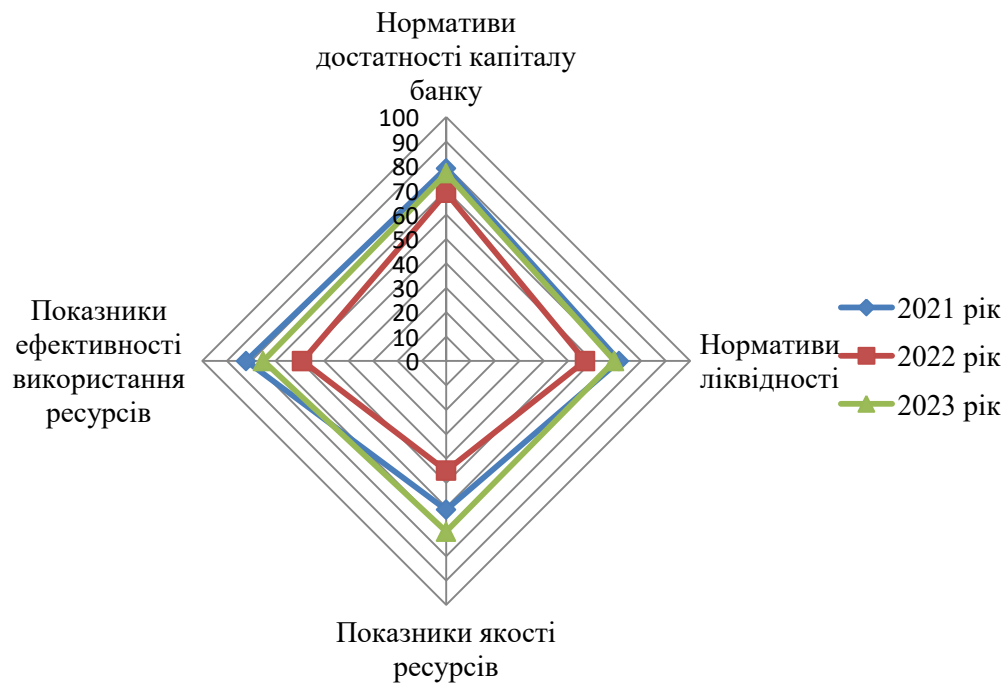 Нормативи
достатності капіталу
банку
100
90
80
70
60
50
40
30
20
10
0
Показники
ефективності
використання
ресурсів
Нормативи
ліквідності
2021 рік
2022 рік
2023 рік
Показники якості
ресурсів